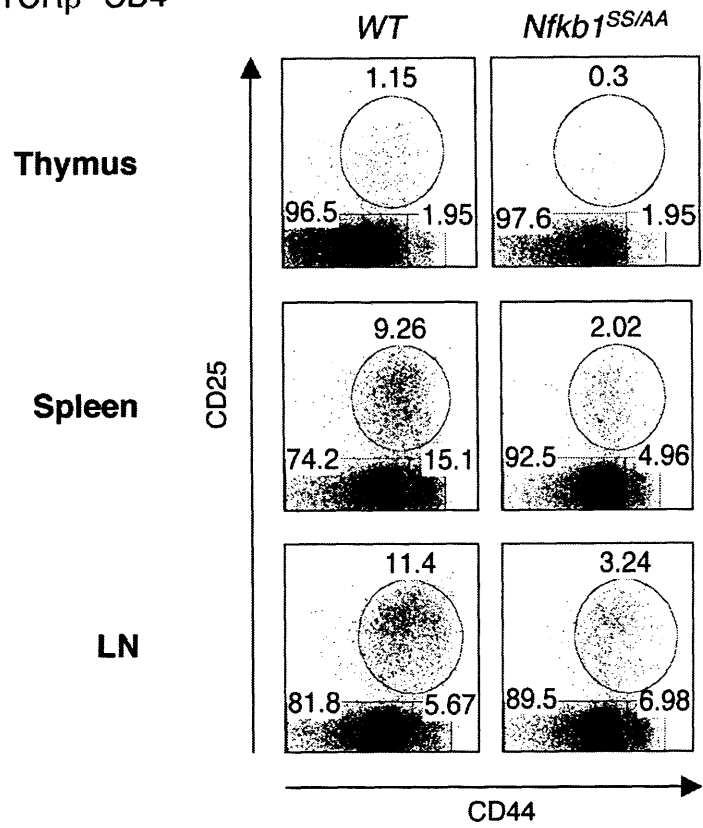 WT Nfkb1SS/AA
Thymus
1.15 0.3
96.5 1.95 97.6 1.95
CD25
Spleen
9.26 2.02
74.2 15.1 92.5 4.96
LN
11.4 3.24
81.8 5.67 89.5 6.98
CD44